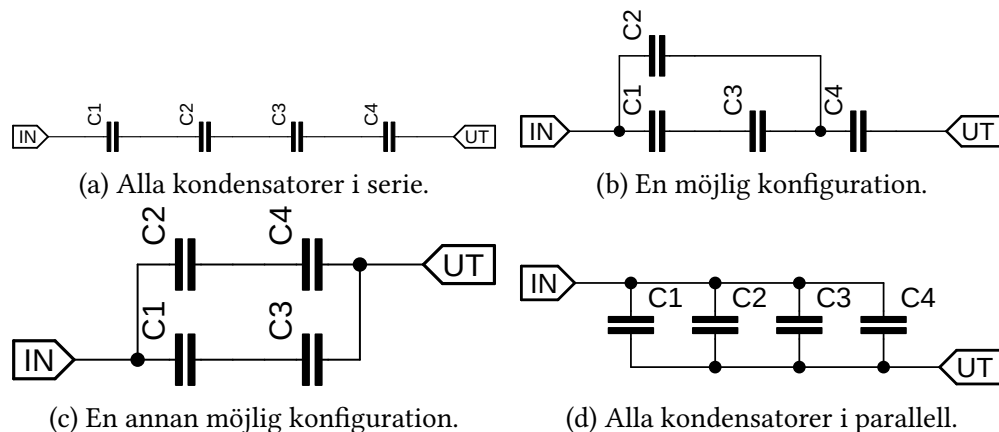 IN C1 C2 C3 C4 UT
(a) Alla kondensatorer i serie.
C2
IN C1 C3 C4 UT
(b) En möjlig konfiguration.
C2 C4 UT
IN C1 C3
(c) En annan möjlig konfiguration.
IN
C1 C2 C3 C4
UT
(d) Alla kondensatorer i parallell.